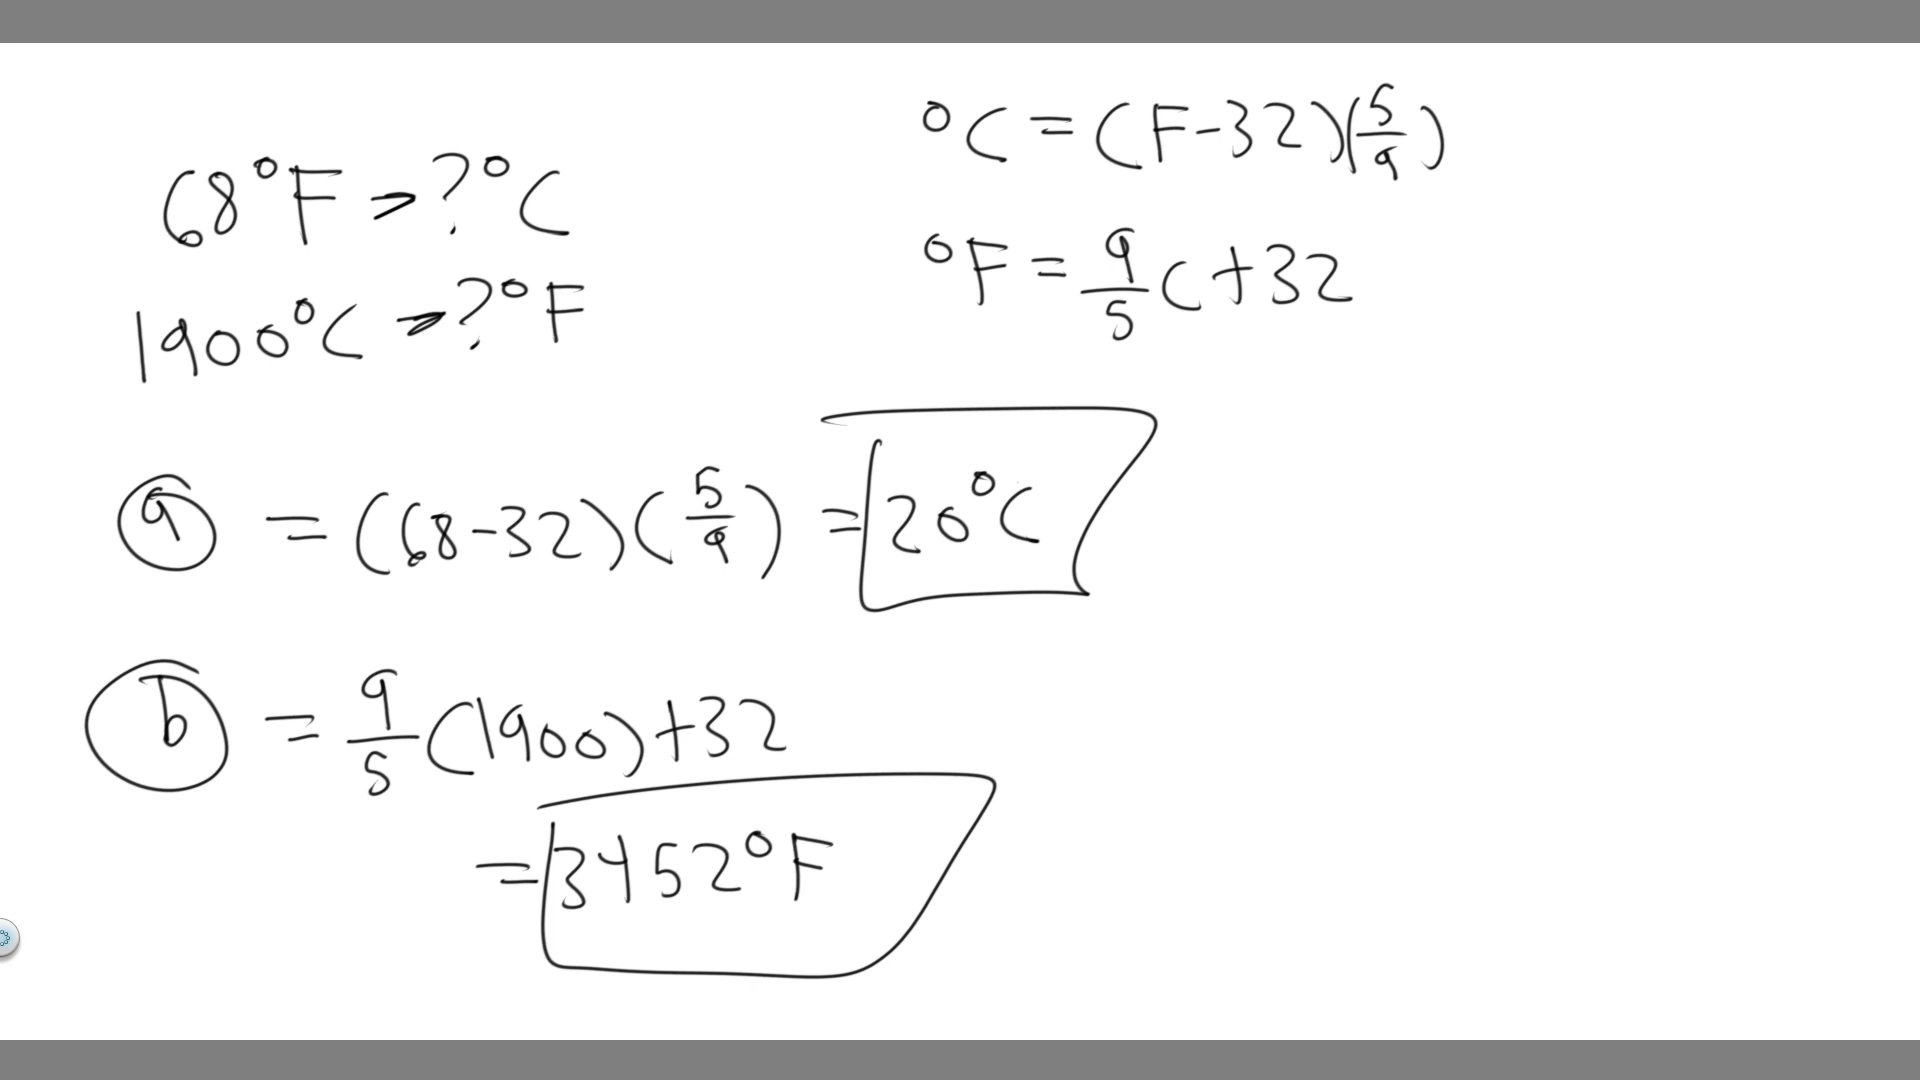 68°F → ?°C
1900°C → ?°F
°C = (F-32)(5/9)
°F = 9/5 C + 32
ⓐ = (68-32)(5/9) = 20°C
ⓑ = 9/5 (1900) + 32
= 3452°F